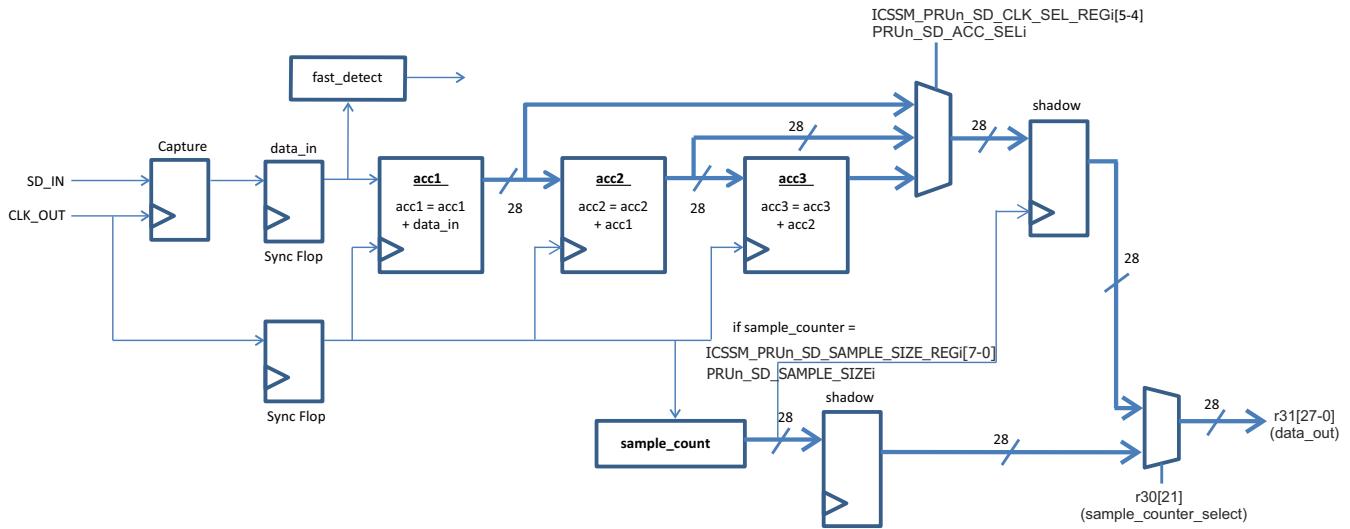 ICSSM_PRUn_SD_CLK_SEL_REGi[5-4]
PRUn_SD_ACC_SELi
fast_detect
shadow
28
28
Capture
data_in
SD_IN
CLK_OUT
acc1
acc1 = acc1
+ data_in
28
acc2
acc2 = acc2
+ acc1
28
acc3
acc3 = acc3
+ acc2
Sync Flop
28
if sample_counter =
ICSSM_PRUn_SD_SAMPLE_SIZE_REGi[7-0]
PRUn_SD_SAMPLE_SIZEi
shadow
Sync Flop
sample_count
28
28
28
r31[27-0]
(data_out)
r30[21]
(sample_counter_select)